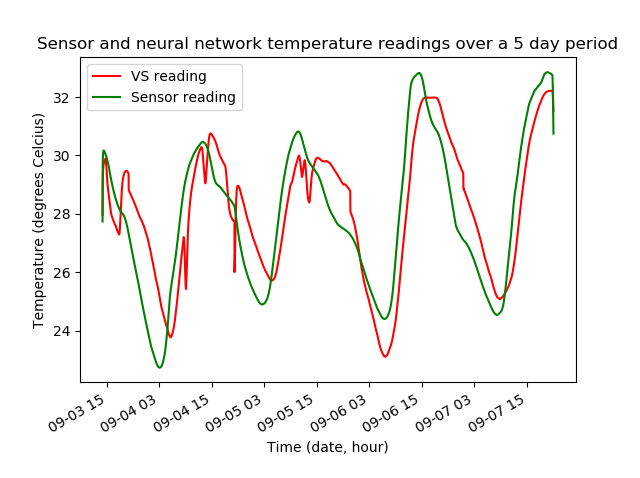 Sensor and neural network temperature readings over a 5 day period
VS reading
Sensor reading
Temperature (degrees Celcius)
32
30
28
26
24
09-03 15
09-04 03
09-04 15
09-05 03
09-05 15
09-06 03
09-06 15
09-07 03
09-07 15
Time (date, hour)